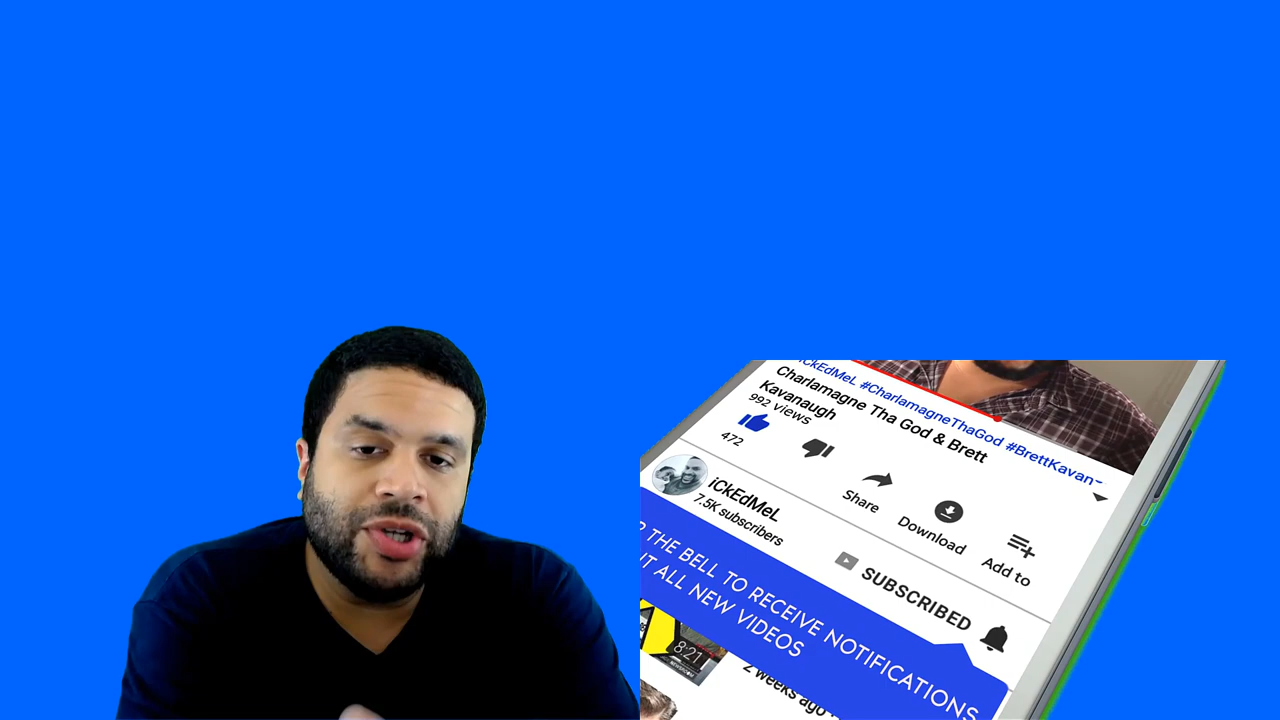 iCkEdMeL #CharlamagneThaGod #BrettKavan
Charlamagne Tha God & Brett
Kavanaugh
992 views
472
Share
Download
Add to
iCkEdMeL
7.5K subscribers
SUBSCRIBED
THE BELL TO RECEIVE NOTIFICATIONS
ALL NEW VIDEOS
8:21
2 weeks ago